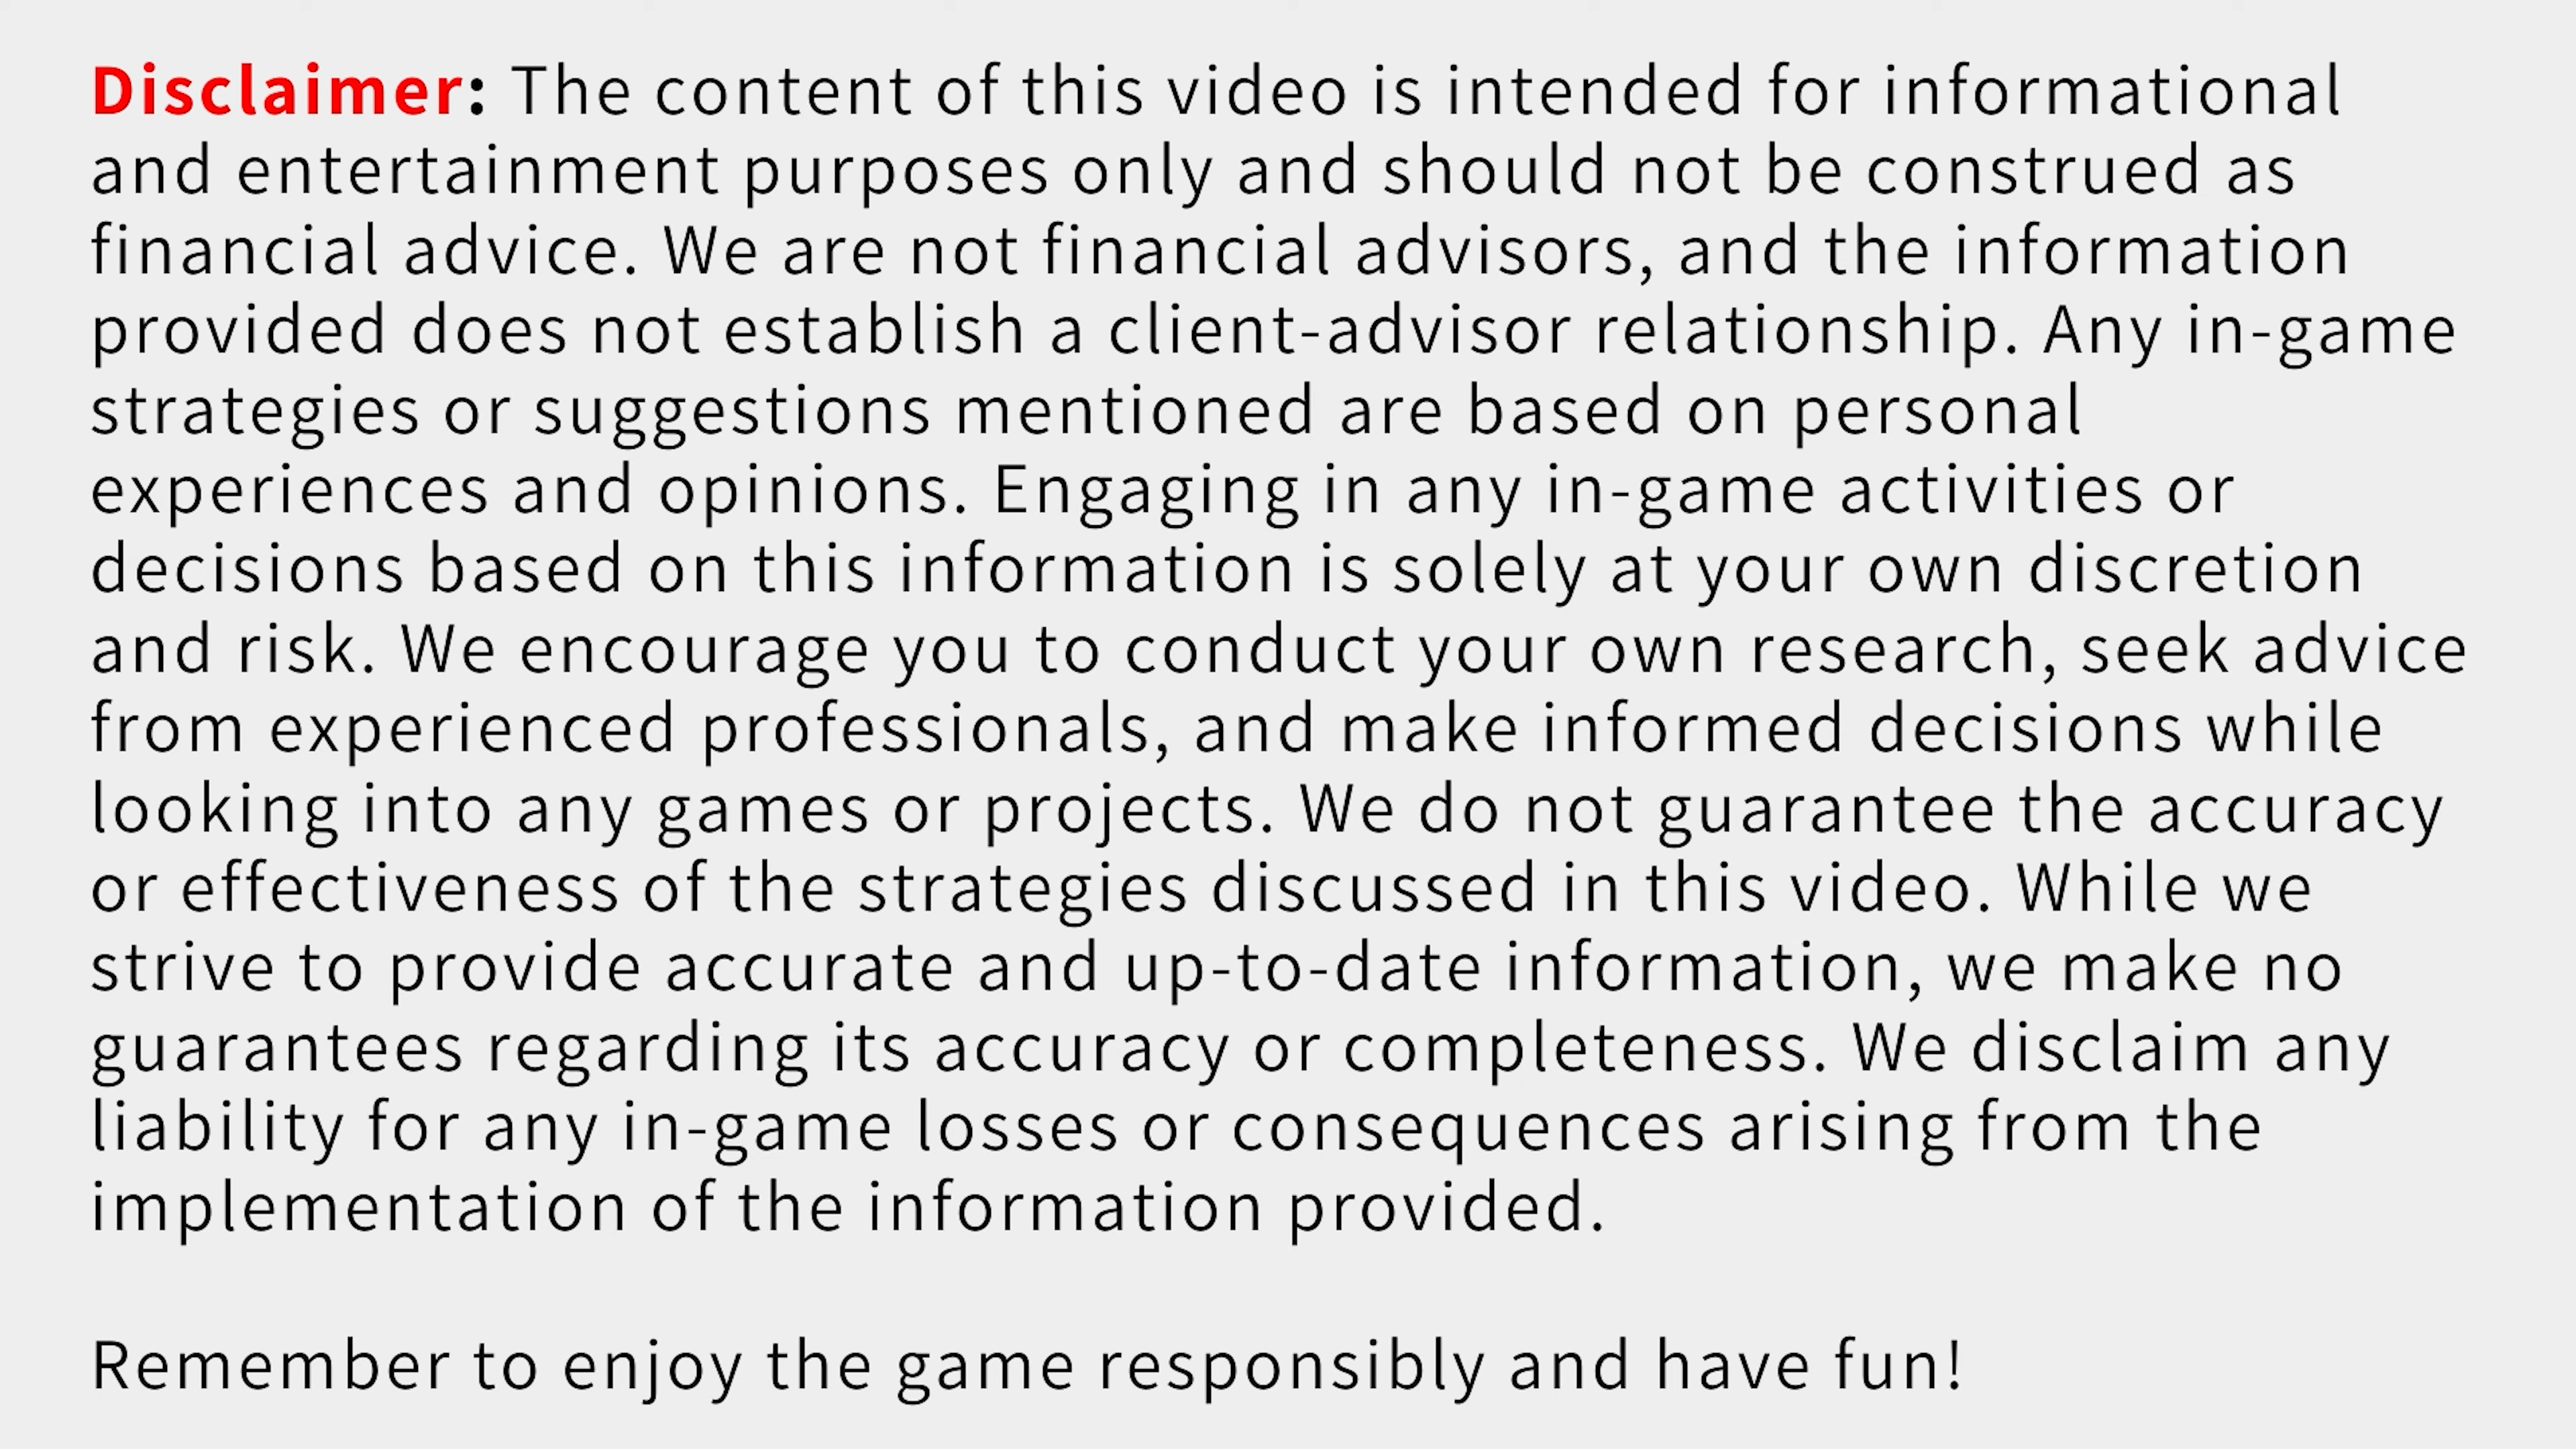 Disclaimer: The content of this video is intended for informational
and entertainment purposes only and should not be construed as
financial advice. We are not financial advisors, and the information
provided does not establish a client-advisor relationship. Any in-game
strategies or suggestions mentioned are based on personal
experiences and opinions. Engaging in any in-game activities or
decisions based on this information is solely at your own discretion
and risk. We encourage you to conduct your own research, seek advice
from experienced professionals, and make informed decisions while
looking into any games or projects. We do not guarantee the accuracy
or effectiveness of the strategies discussed in this video. While we
strive to provide accurate and up-to-date information, we make no
guarantees regarding its accuracy or completeness. We disclaim any
liability for any in-game losses or consequences arising from the
implementation of the information provided.
Remember to enjoy the game responsibly and have fun!